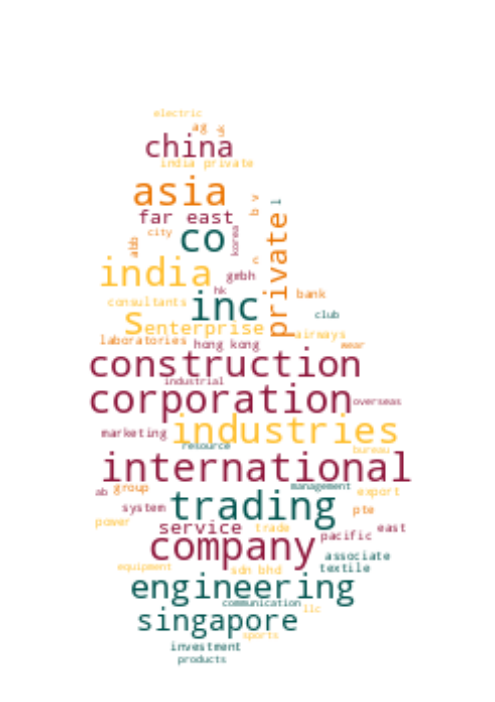 electric
ag
uk
china
india private
asia
b v
l
far east
city
co
korea
abb
private
c
india
gmbh
hk
bank
consultants
inc
club
s
enterprise
airways
laboratories
hong kong
wear
construction
industrial
corporation
overseas
marketing
industries
resource
bureau
international
ab
group
management
export
system
trading
pte
power
service
trade
east
company
pacific
associate
equipment
sdn bhd
textile
engineering
communication
llc
singapore
sports
investment
products